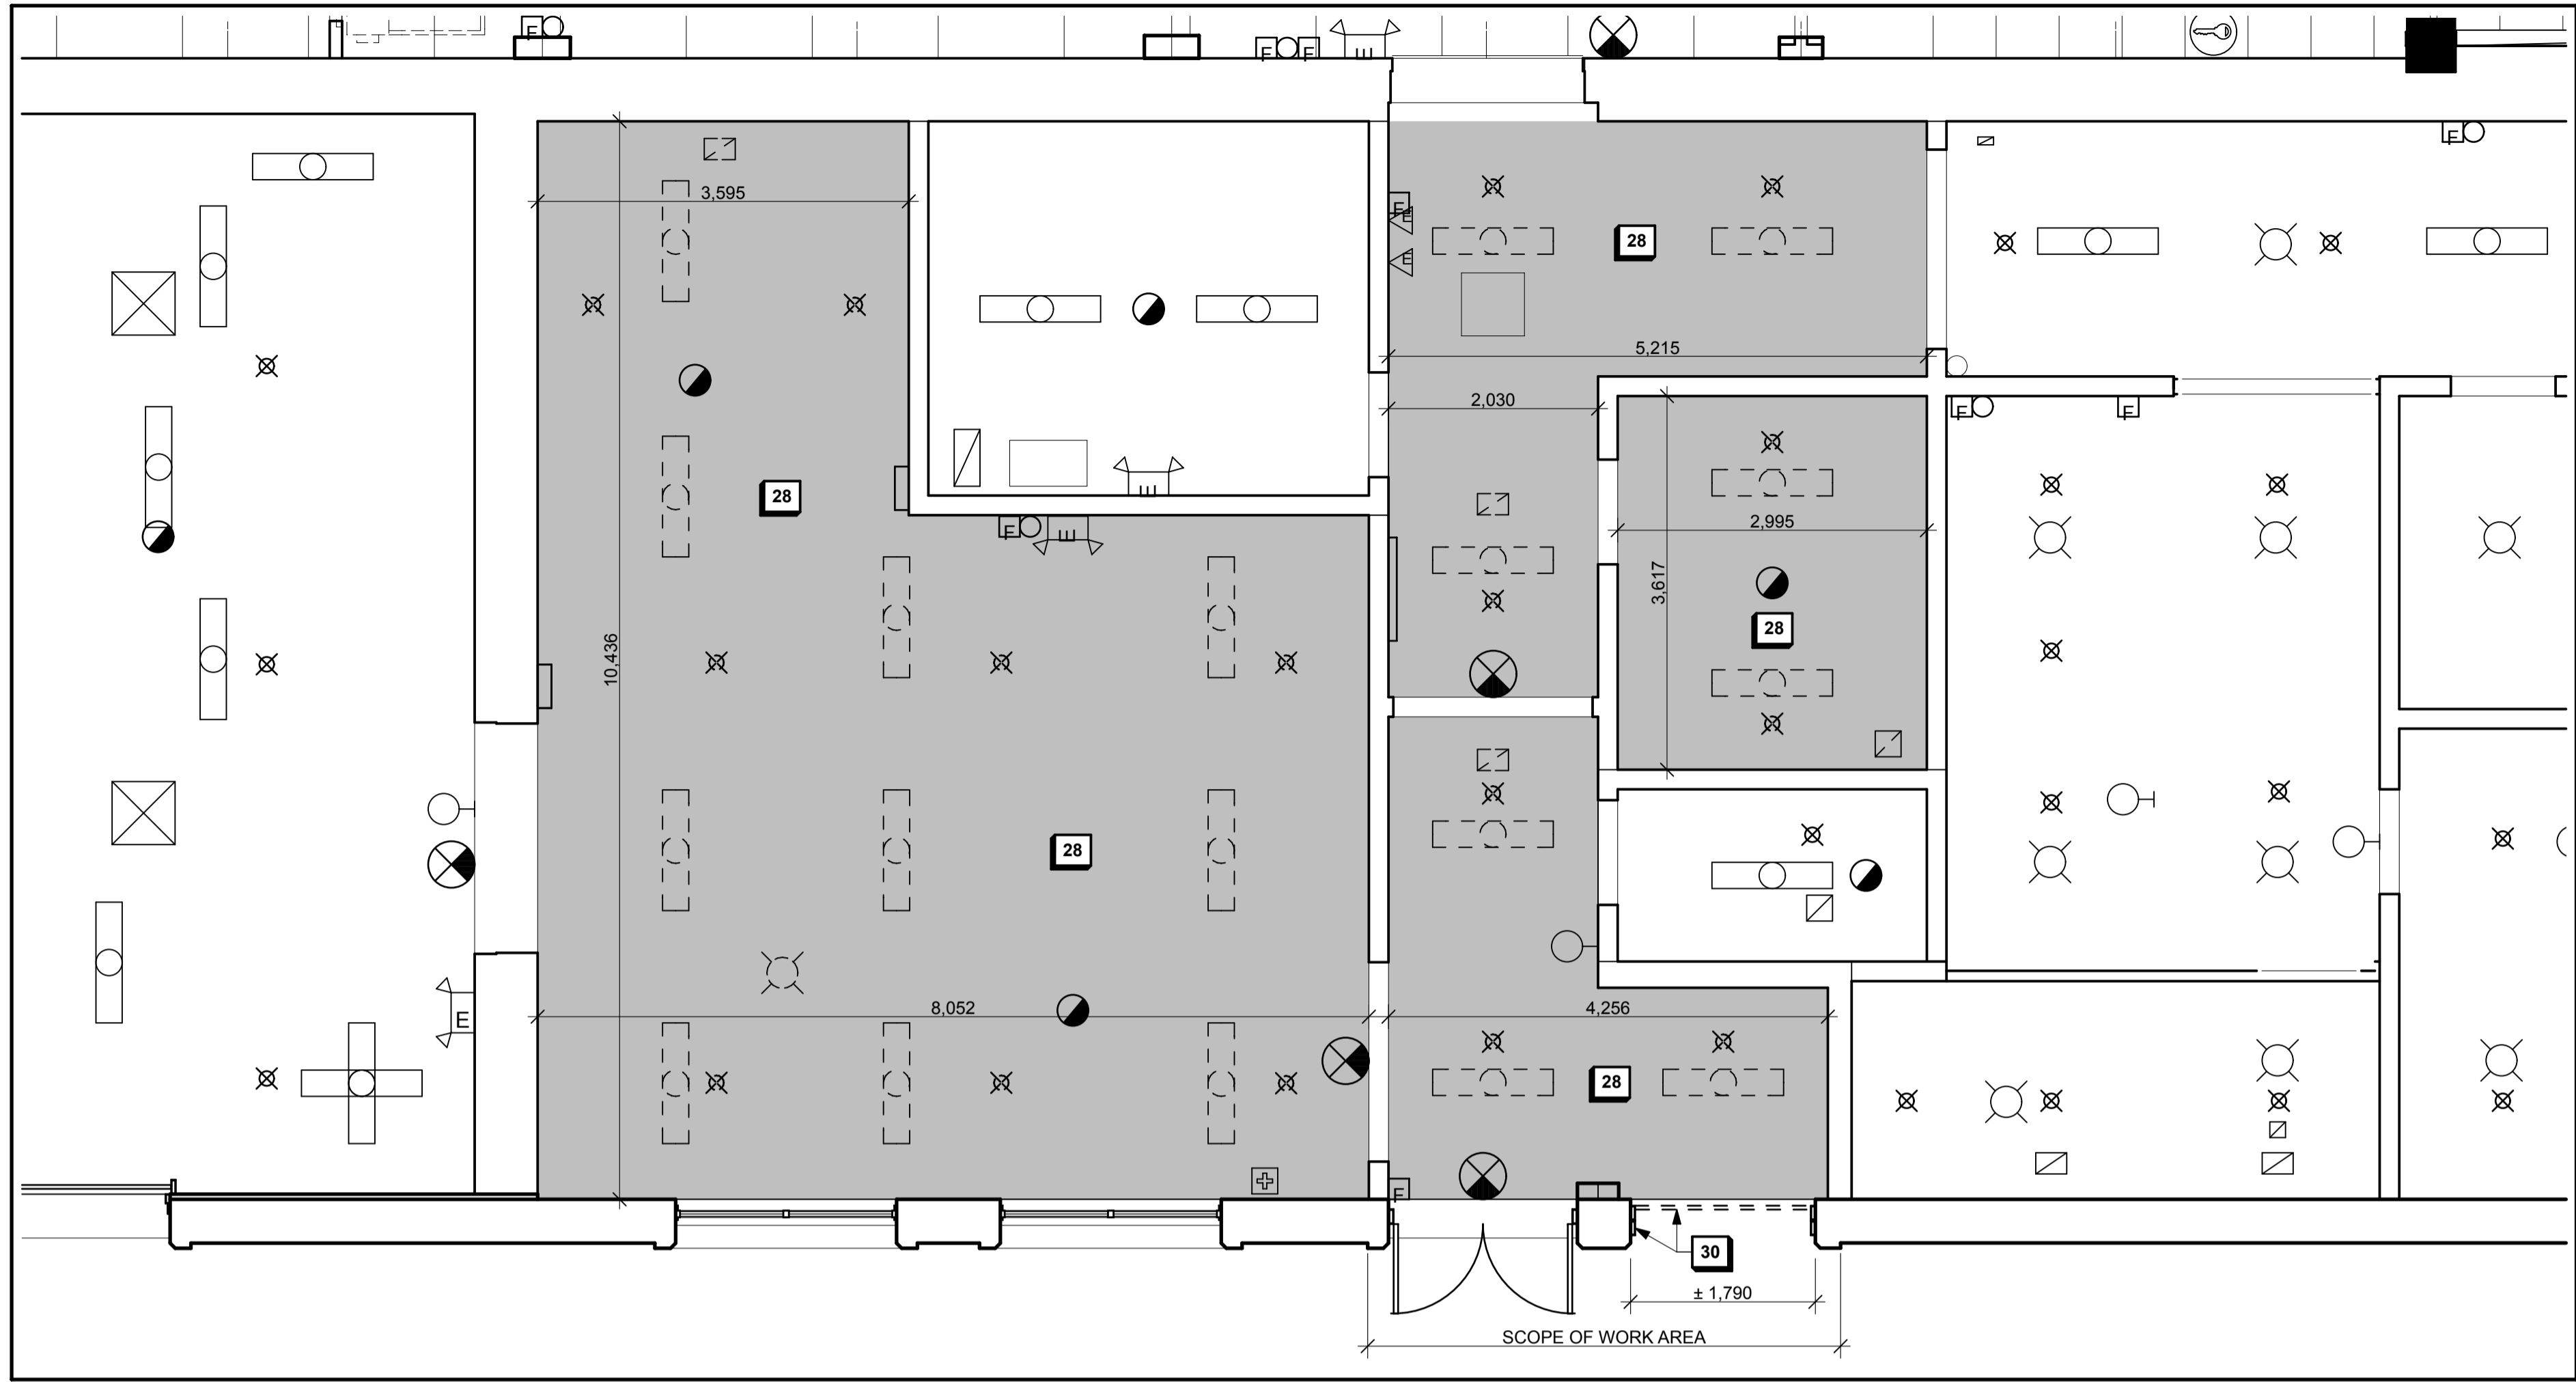 F
F F E
3,595
F
E
28
F
E
5,215
2,030
F F
E
28
2,995
F E
3,617
28
10,436
28
8,052
4,256
E
28
F
30
± 1,790
SCOPE OF WORK AREA